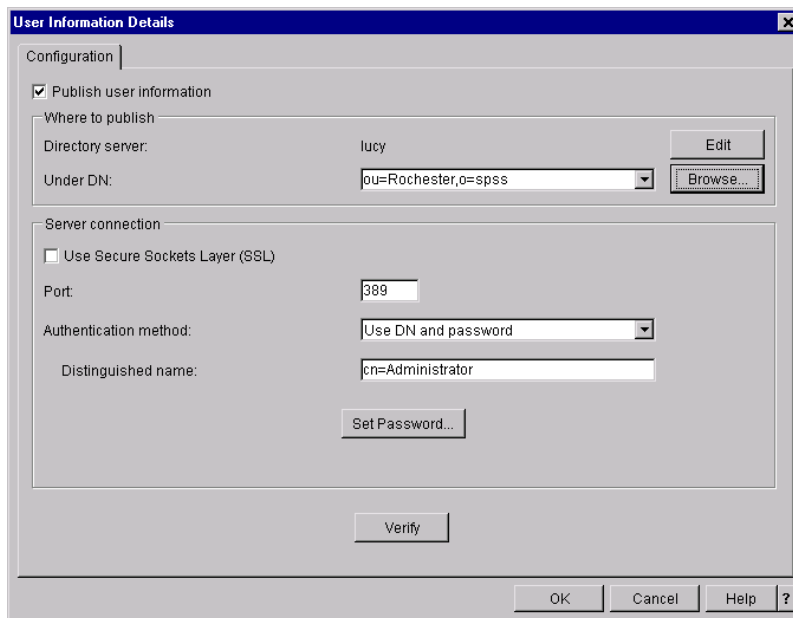 User Information Details
Configuration
Publish user information
Where to publish
Directory server: lucy Edit
Under DN: ou=Rochester,o=spss Browse...
Server connection
Use Secure Sockets Layer (SSL)
Port: 389
Authentication method: Use DN and password
Distinguished name: cn=Administrator
Set Password...
Verify
OK Cancel Help ?